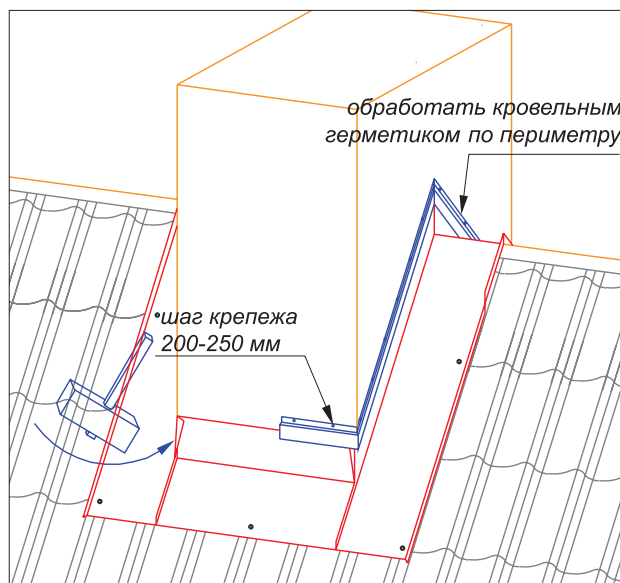 обработать кровельным
герметиком по периметру
шаг крепежа
200-250 мм